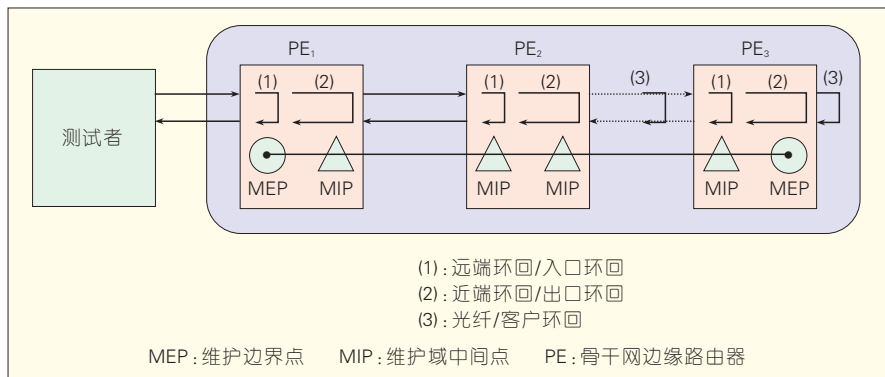 PE₁ PE₂ PE₃
(1) (2) (1) (2) (3) (1) (2) (3)
测试者
MEP MIP MIP MIP MIP MEP
(1):远端环回/入口环回
(2):近端环回/出口环回
(3):光纤/客户环回
MEP:维护边界点 MIP:维护域中间点 PE:骨干网边缘路由器